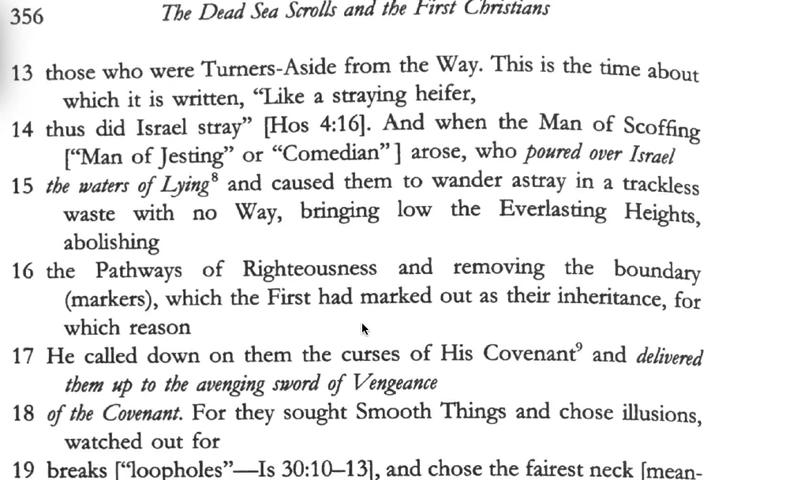 356 The Dead Sea Scrolls and the First Christians
13 those who were Turners-Aside from the Way. This is the time about
which it is written, “Like a straying heifer,
14 thus did Israel stray” [Hos 4:16]. And when the Man of Scoffing
[“Man of Jesting” or “Comedian”] arose, who poured over Israel
15 the waters of Lying⁸ and caused them to wander astray in a trackless
waste with no Way, bringing low the Everlasting Heights,
abolishing
16 the Pathways of Righteousness and removing the boundary
(markers), which the First had marked out as their inheritance, for
which reason
17 He called down on them the curses of His Covenant⁹ and delivered
them up to the avenging sword of Vengeance
18 of the Covenant. For they sought Smooth Things and chose illusions,
watched out for
19 breaks [“loopholes”—Is 30:10–13], and chose the fairest neck [mean-